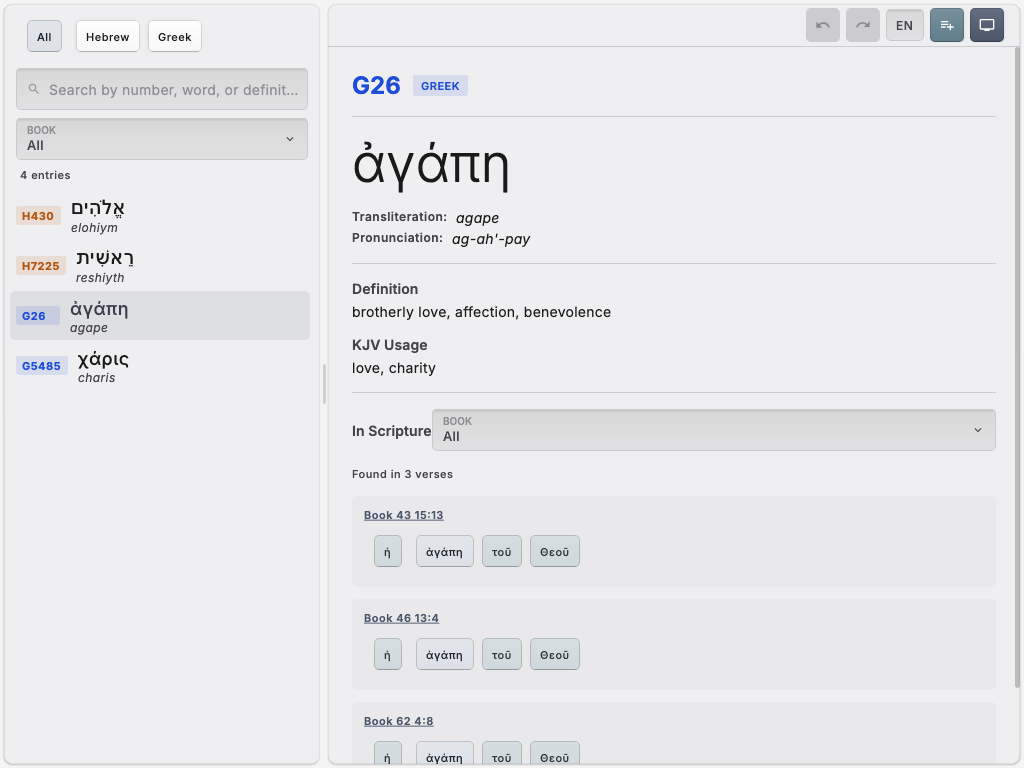 All Hebrew Greek
Search by number, word, or definit...
BOOK
All
4 entries
H430 אֱלֹהִים
elohiym
H7225 רֵאשִׁית
reshiyth
G26 ἀγάπη
agape
G5485 χάρις
charis
EN
G26 GREEK
ἀγάπη
Transliteration: agape
Pronunciation: ag-ah'-pay
Definition
brotherly love, affection, benevolence
KJV Usage
love, charity
In Scripture
BOOK
All
Found in 3 verses
Book 43 15:13
ἡ ἀγάπη τοῦ Θεοῦ
Book 46 13:4
ἡ ἀγάπη τοῦ Θεοῦ
Book 62 4:8
ἡ ἀγάπη τοῦ Θεοῦ